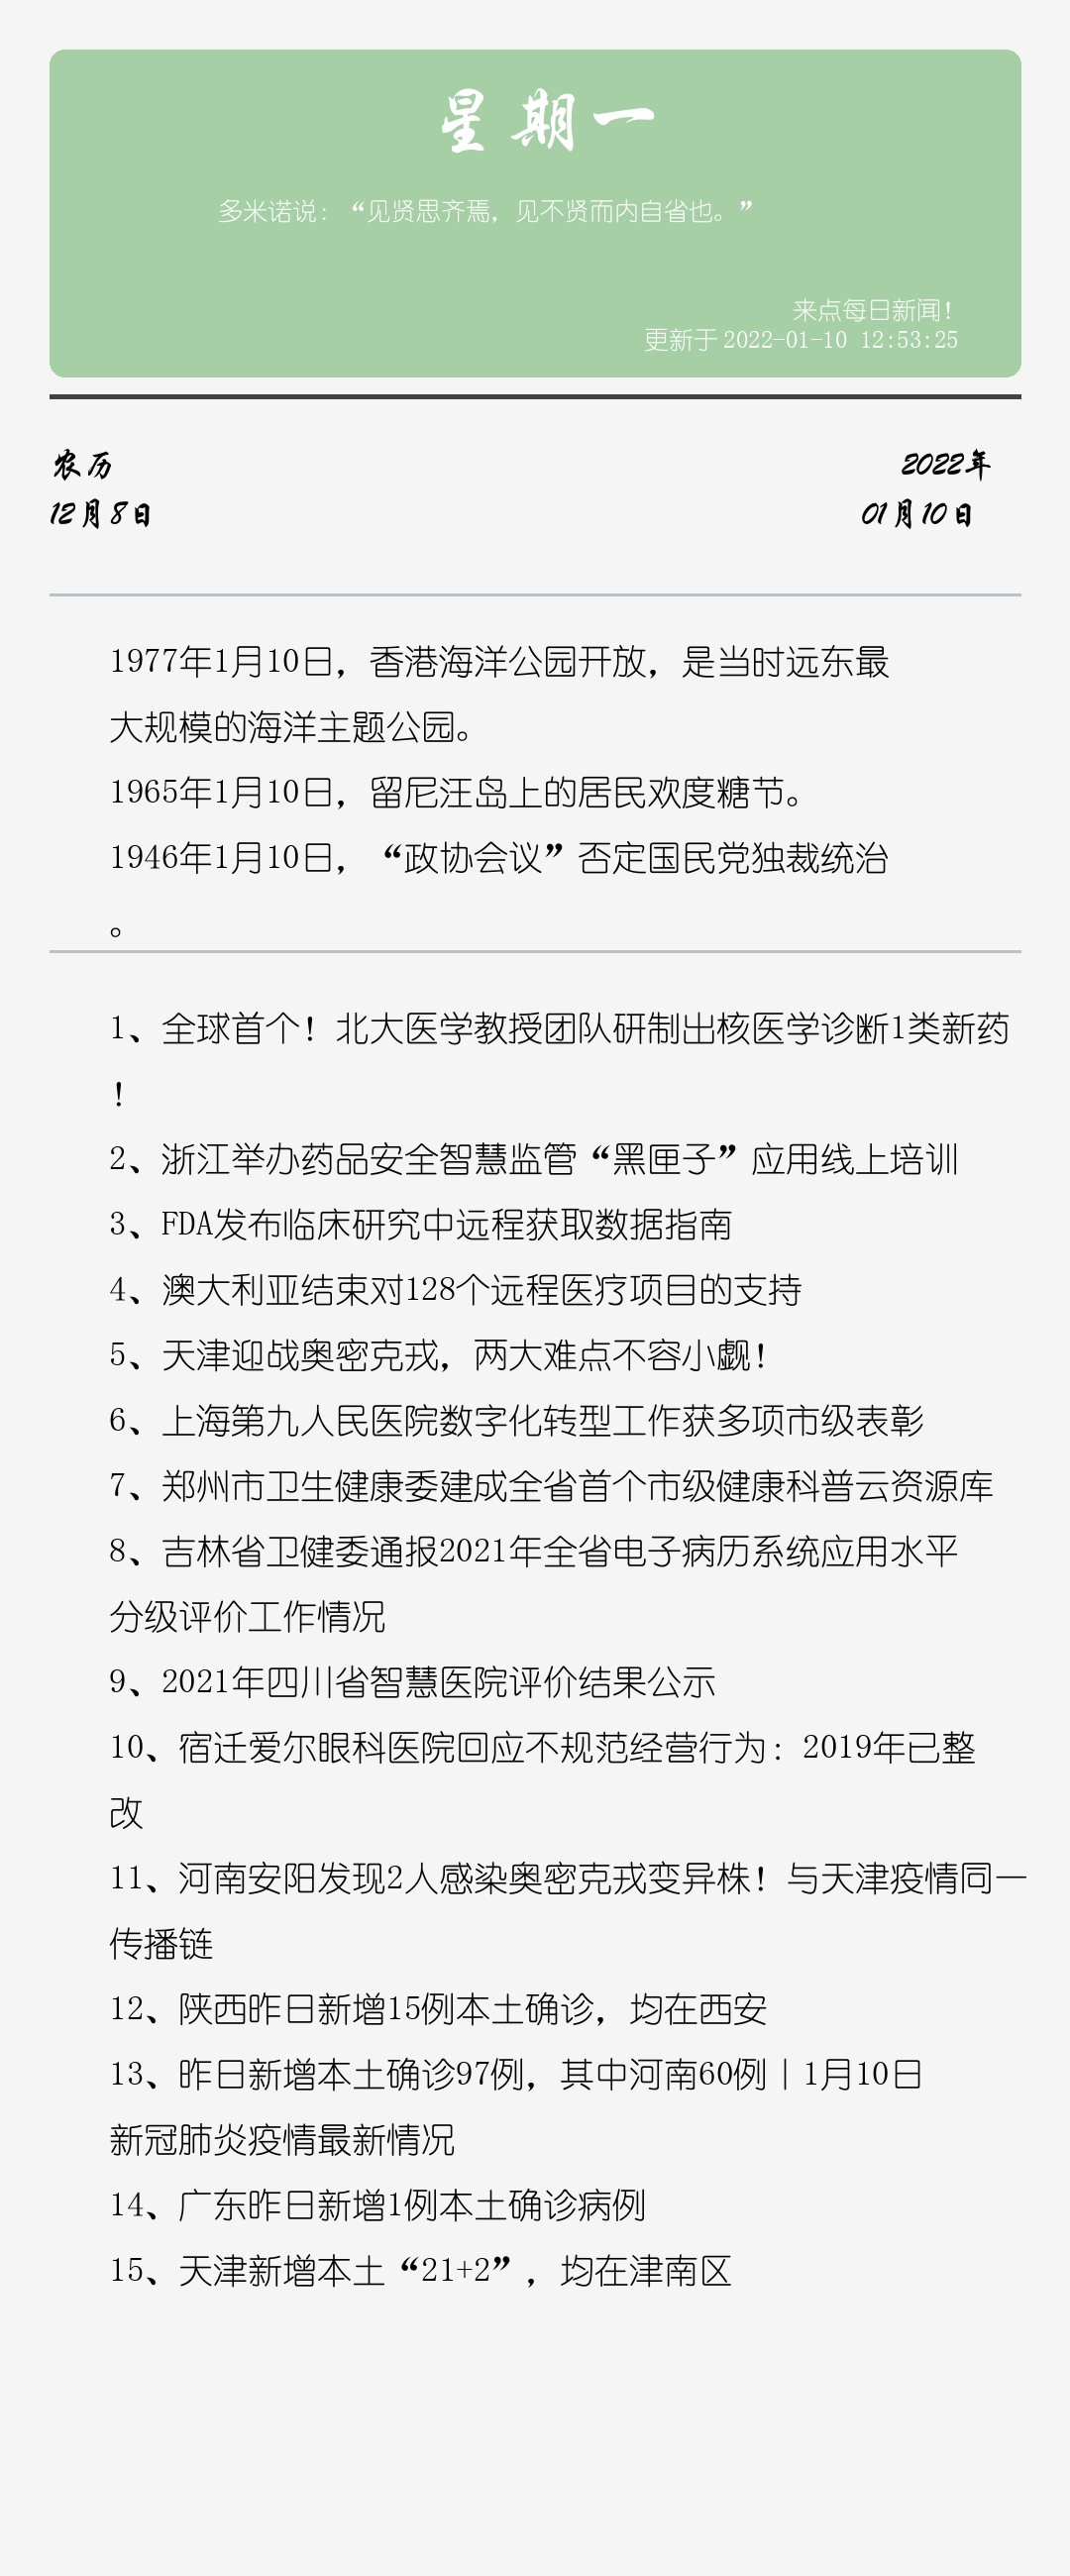 星期一
多米诺说：“见贤思齐焉，见不贤而内自省也。”
来点每日新闻！
更新于 2022-01-10 12:53:25
农历
2022年
12月8日
01月10日
1977年1月10日，香港海洋公园开放，是当时远东最
大规模的海洋主题公园。
1965年1月10日，留尼汪岛上的居民欢度糖节。
1946年1月10日，“政协会议”否定国民党独裁统治
。
1、全球首个！北大医学教授团队研制出核医学诊断1类新药
！
2、浙江举办药品安全智慧监管“黑匣子”应用线上培训
3、FDA发布临床研究中远程获取数据指南
4、澳大利亚结束对128个远程医疗项目的支持
5、天津迎战奥密克戎，两大难点不容小觑！
6、上海第九人民医院数字化转型工作获多项市级表彰
7、郑州市卫生健康委建成全省首个市级健康科普云资源库
8、吉林省卫健委通报2021年全省电子病历系统应用水平
分级评价工作情况
9、2021年四川省智慧医院评价结果公示
10、宿迁爱尔眼科医院回应不规范经营行为：2019年已整
改
11、河南安阳发现2人感染奥密克戎变异株！与天津疫情同一
传播链
12、陕西昨日新增15例本土确诊，均在西安
13、昨日新增本土确诊97例，其中河南60例丨1月10日
新冠肺炎疫情最新情况
14、广东昨日新增1例本土确诊病例
15、天津新增本土“21+2”，均在津南区